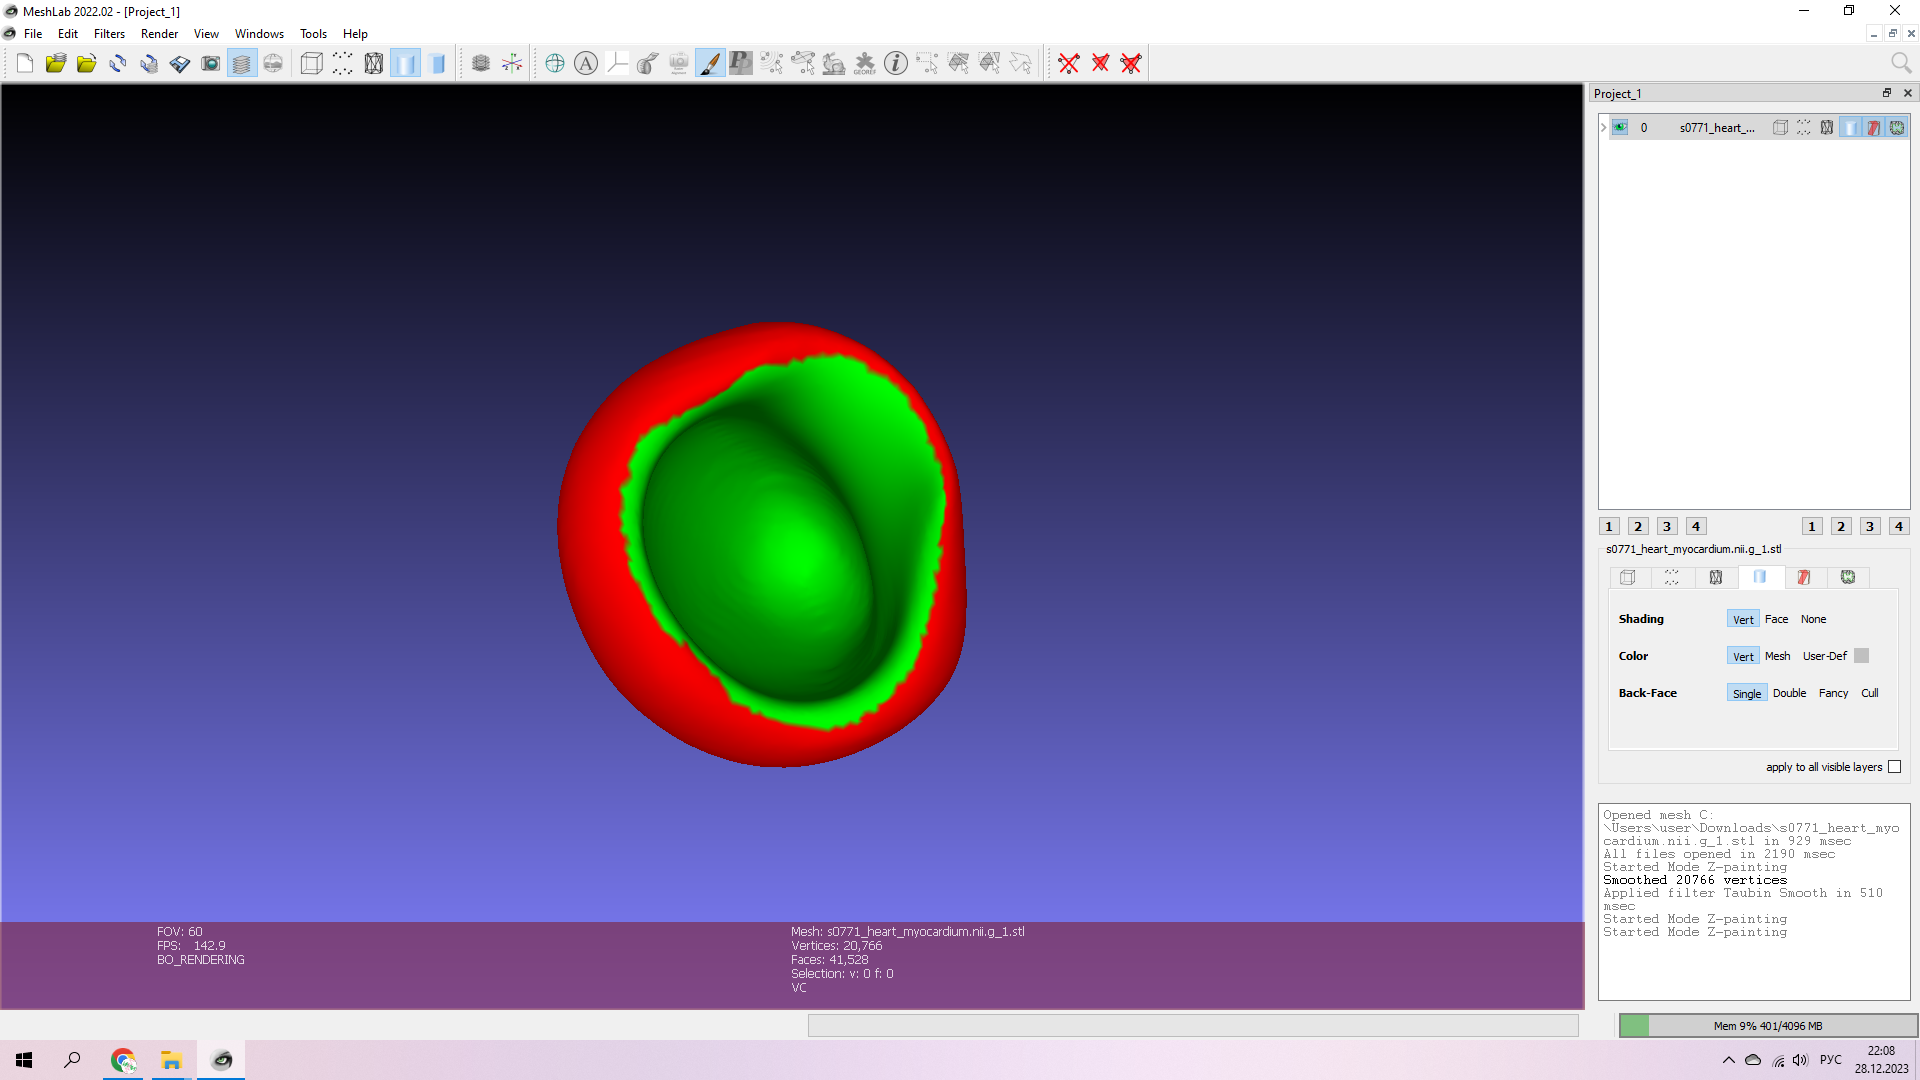 MeshLab 2022.02 - [Project_1]
File Edit Filters Render View Windows Tools Help
GEOREF
Project_1
0 s0771_heart_...
1 2 3 4 1 2 3 4
s0771_heart_myocardium.nii.g_1.stl
Shading Vert Face None
Color Vert Mesh User-Def
Back-Face Single Double Fancy Cull
apply to all visible layers
Opened mesh C:
\Users\user\Downloads\s0771_heart_myo
cardium.nii.g_1.stl in 929 msec
All files opened in 2190 msec
Started Mode Z-painting
Smoothed 20766 vertices
Applied filter Taubin Smooth in 510
msec
Started Mode Z-painting
Started Mode Z-painting
FOV: 60
FPS: 142.9
BO_RENDERING
Mesh: s0771_heart_myocardium.nii.g_1.stl
Vertices: 20,766
Faces: 41,528
Selection: v: 0 f: 0
VC
Mem 9% 401/4096 MB
РУС
22:08
28.12.2023